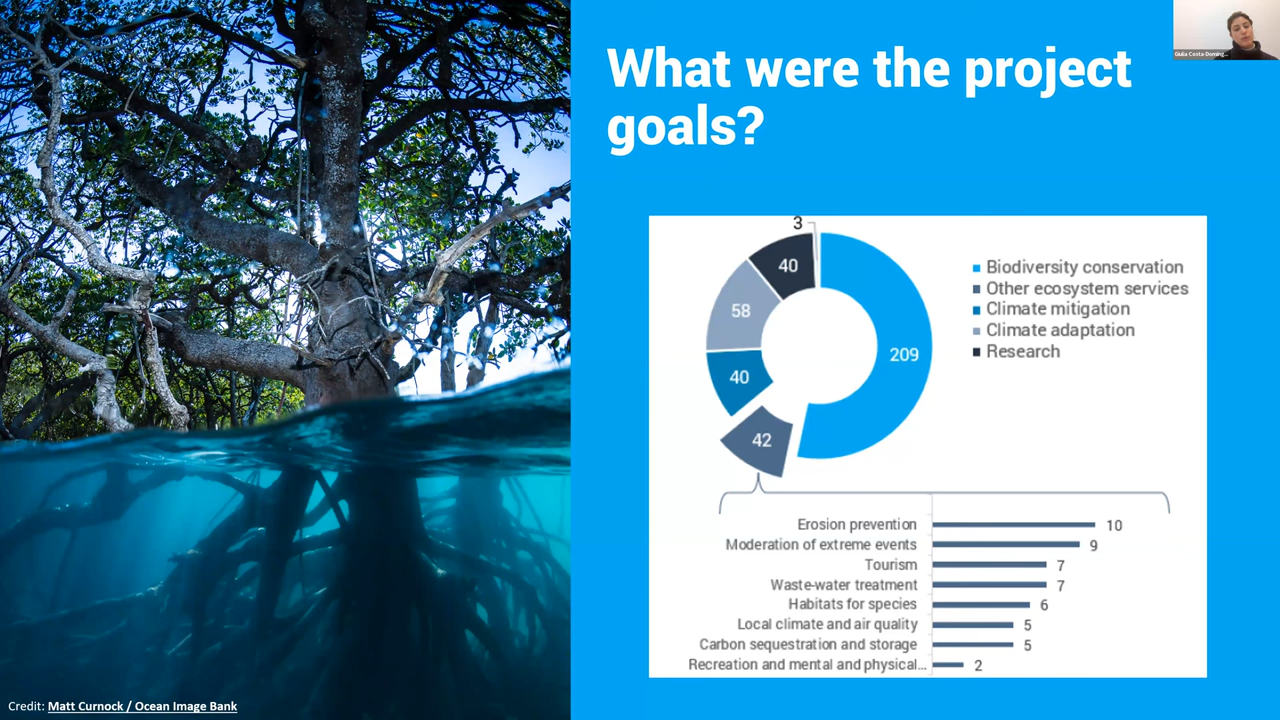 What were the project
goals?
Giulia Costa-Doming...
3
40
58
209
40
42
Biodiversity conservation
Other ecosystem services
Climate mitigation
Climate adaptation
Research
Erosion prevention 10
Moderation of extreme events 9
Tourism 7
Waste-water treatment 7
Habitats for species 6
Local climate and air quality 5
Carbon sequestration and storage 5
Recreation and mental and physical... 2
Credit: Matt Curnock / Ocean Image Bank